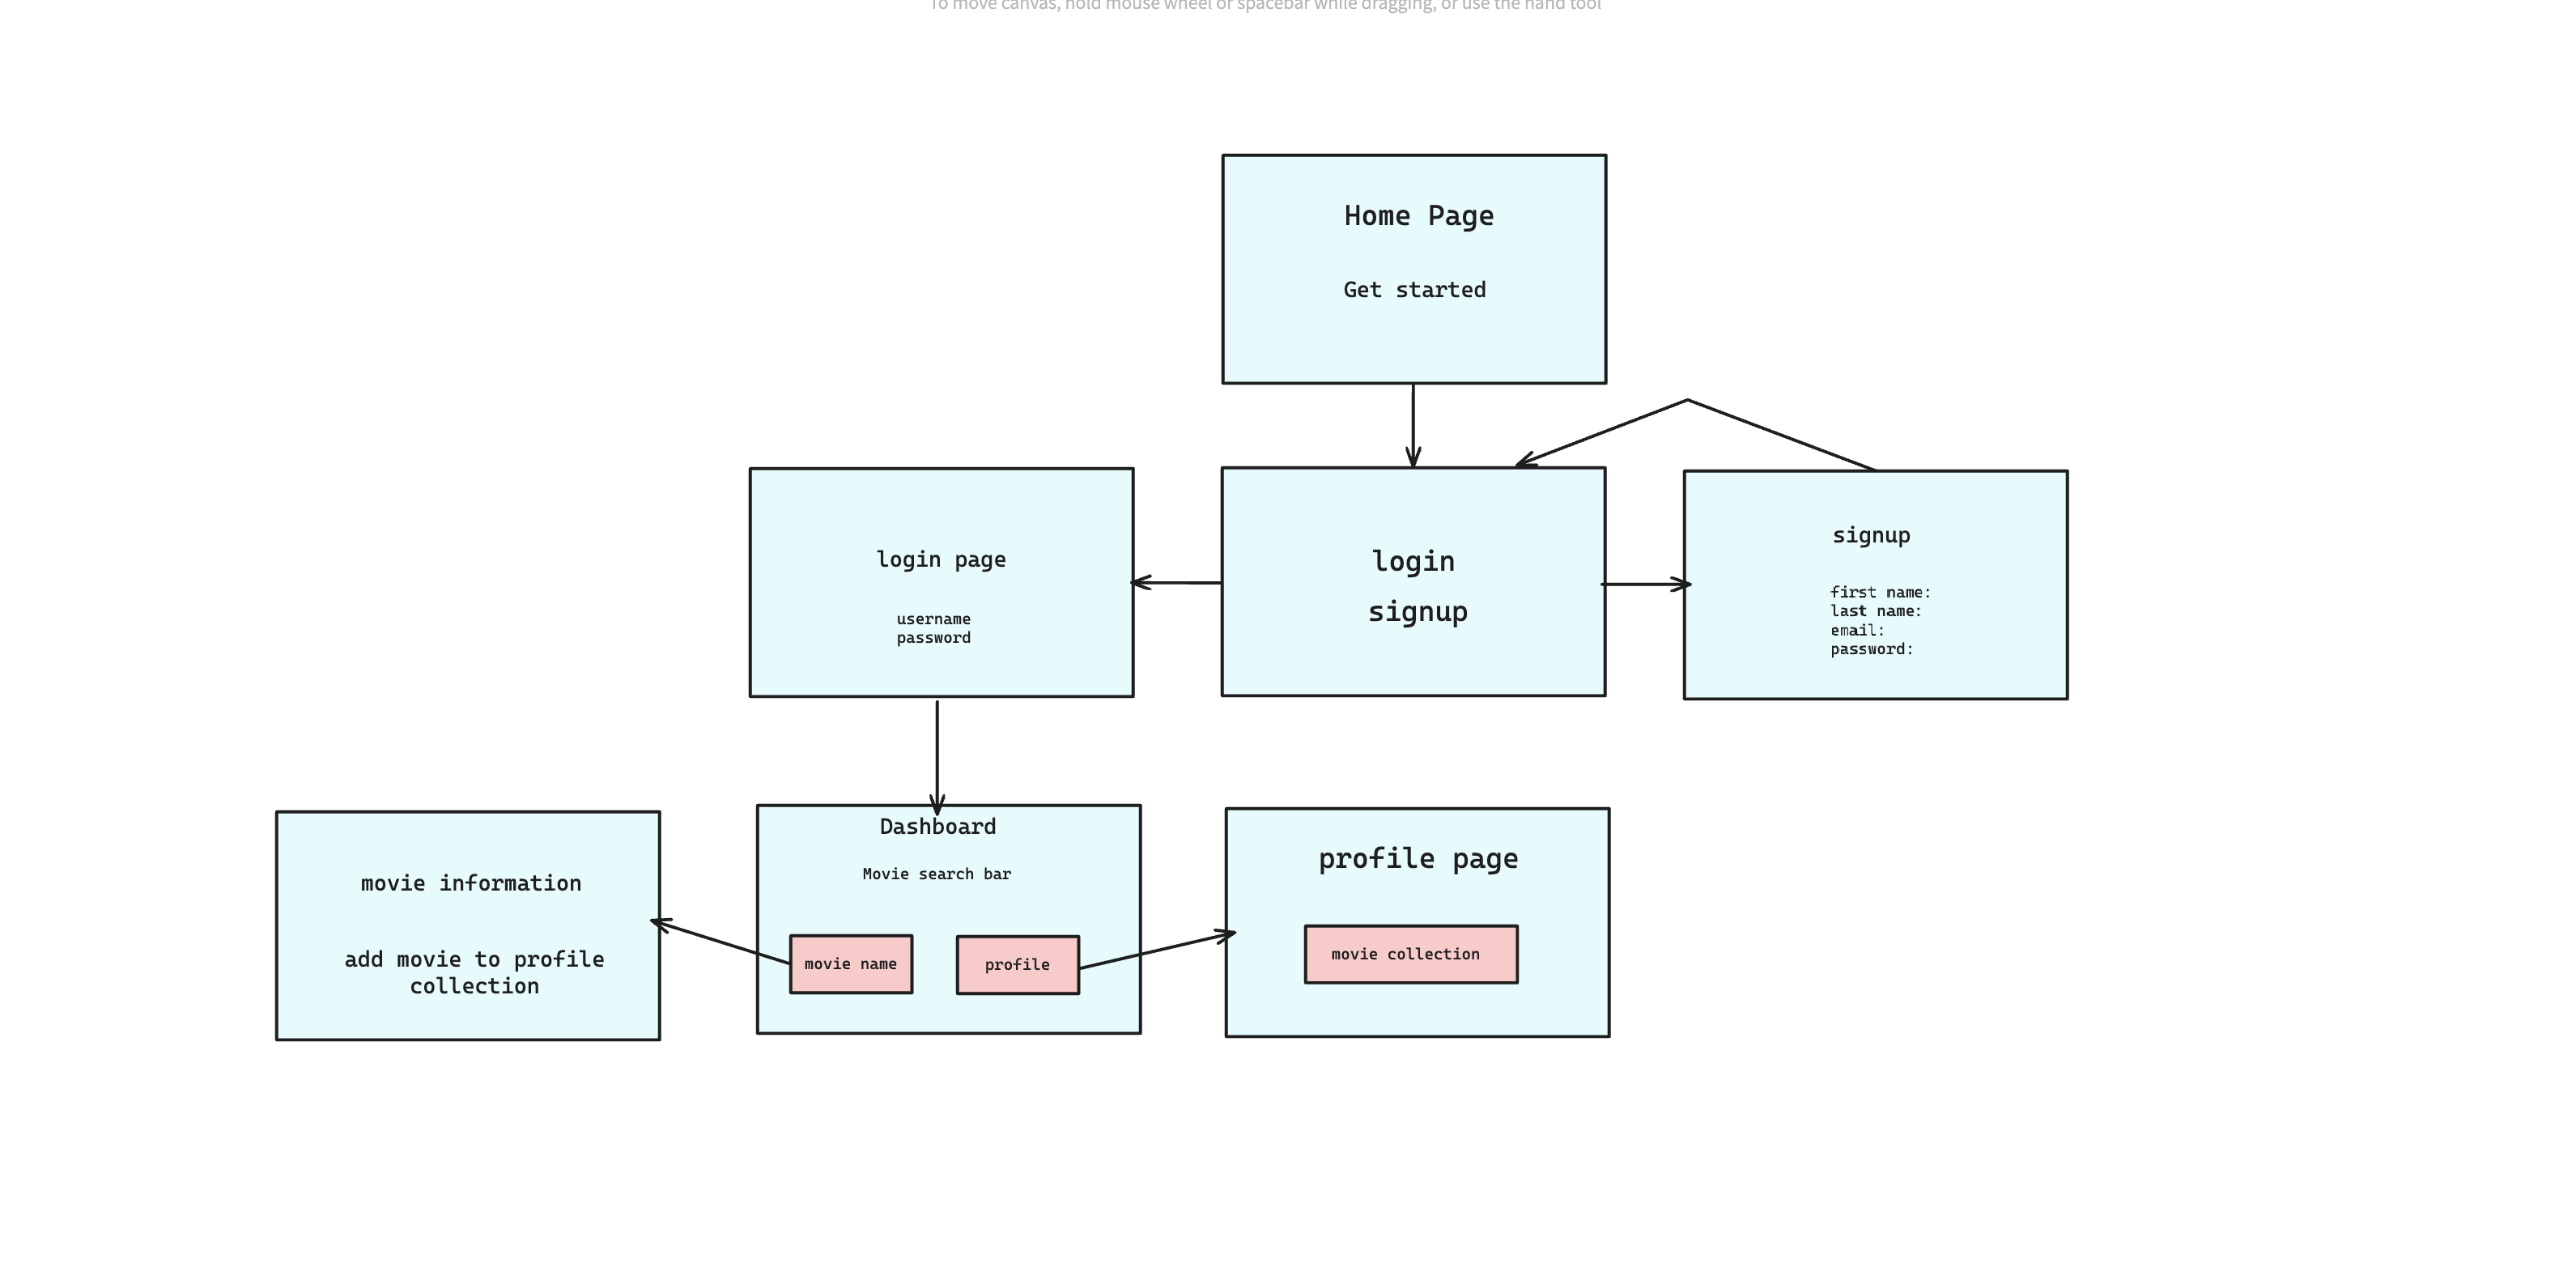 To move canvas, hold mouse wheel or spacebar while dragging, or use the hand tool
Home Page
Get started
login page
username
password
login
signup
signup
first name:
last name:
email:
password:
movie information
add movie to profile
collection
Dashboard
Movie search bar
movie name
profile
profile page
movie collection